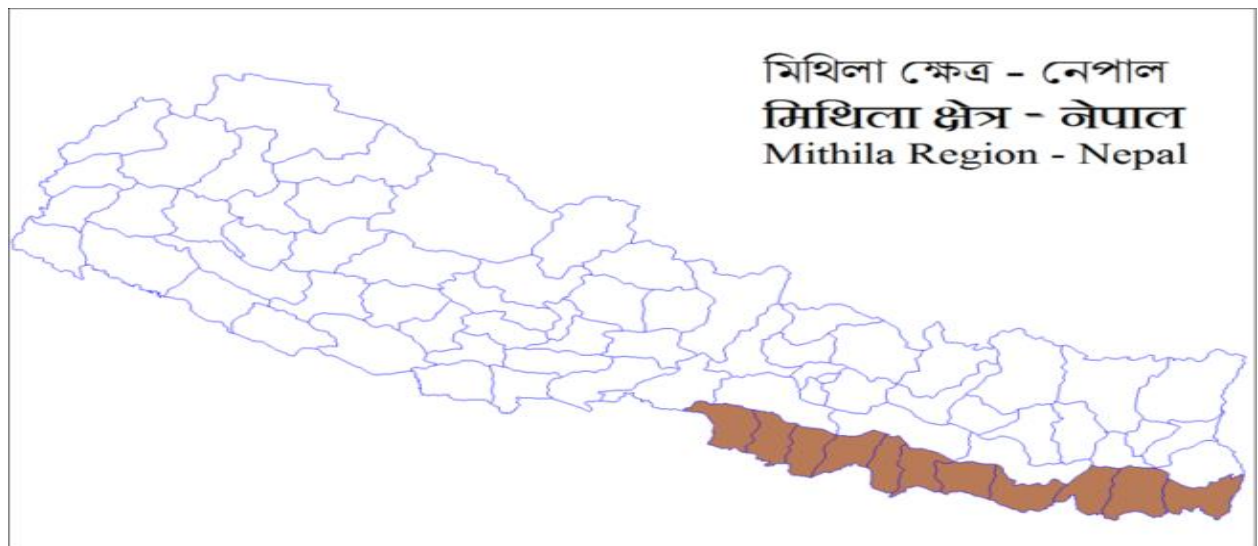 মিথিলা ক্ষেত্র - নেপাল
मिथिला क्षेत्र - नेपाल
Mithila Region - Nepal